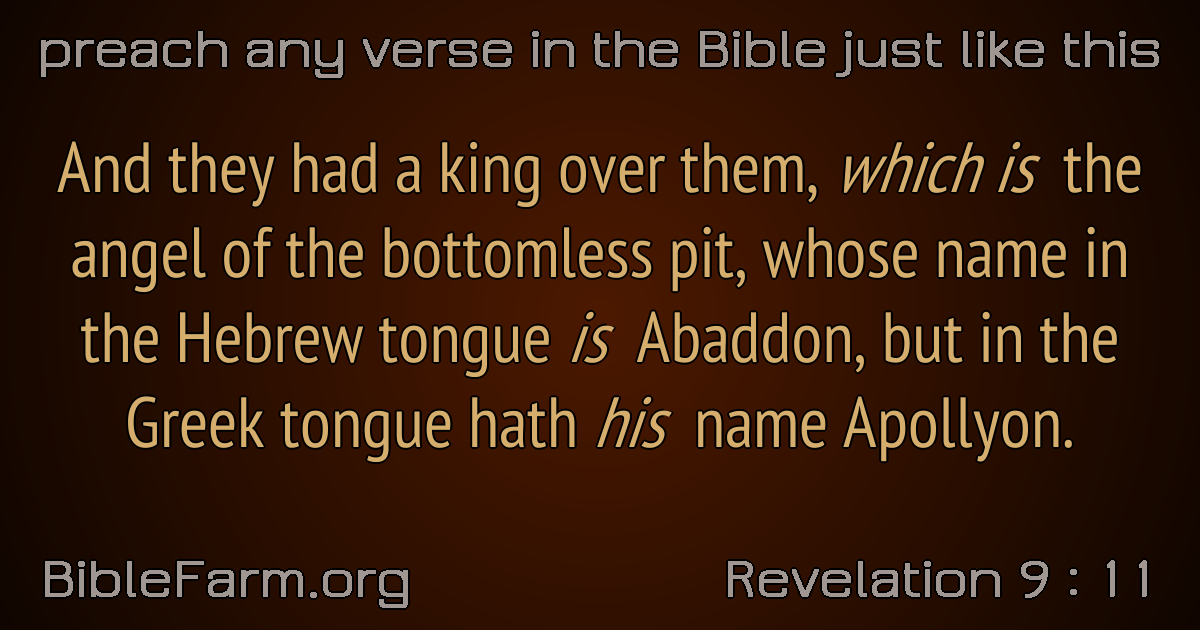 preach any verse in the Bible just like this
And they had a king over them, which is the
angel of the bottomless pit, whose name in
the Hebrew tongue is Abaddon, but in the
Greek tongue hath his name Apollyon.
BibleFarm.org
Revelation 9 : 11